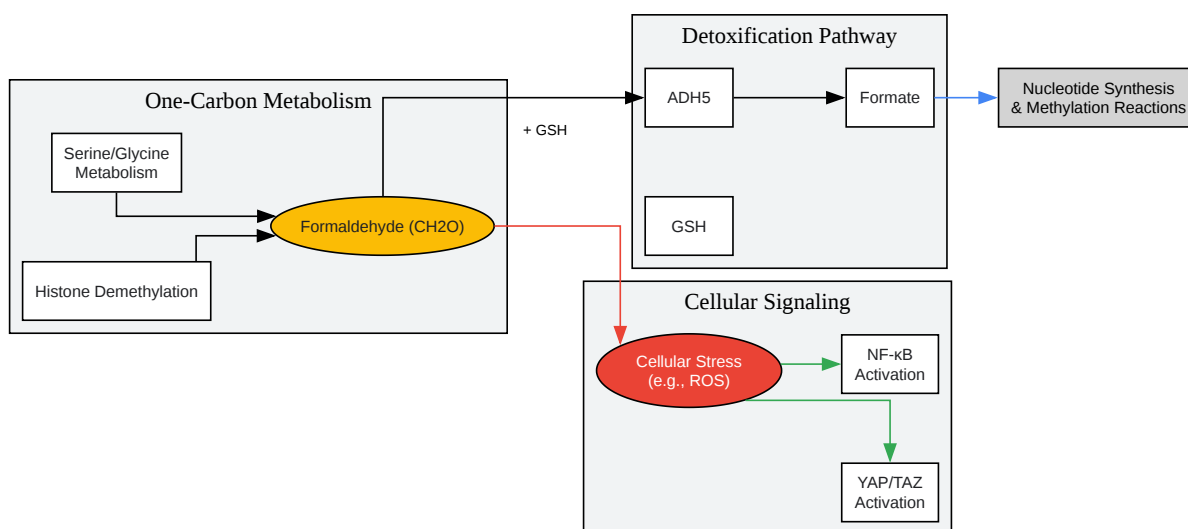 One-Carbon Metabolism
Serine/Glycine
Metabolism
Histone Demethylation
Formaldehyde (CH2O)
+ GSH
Detoxification Pathway
ADH5
Formate
GSH
Nucleotide Synthesis
& Methylation Reactions
Cellular Signaling
Cellular Stress
(e.g., ROS)
NF-κB
Activation
YAP/TAZ
Activation